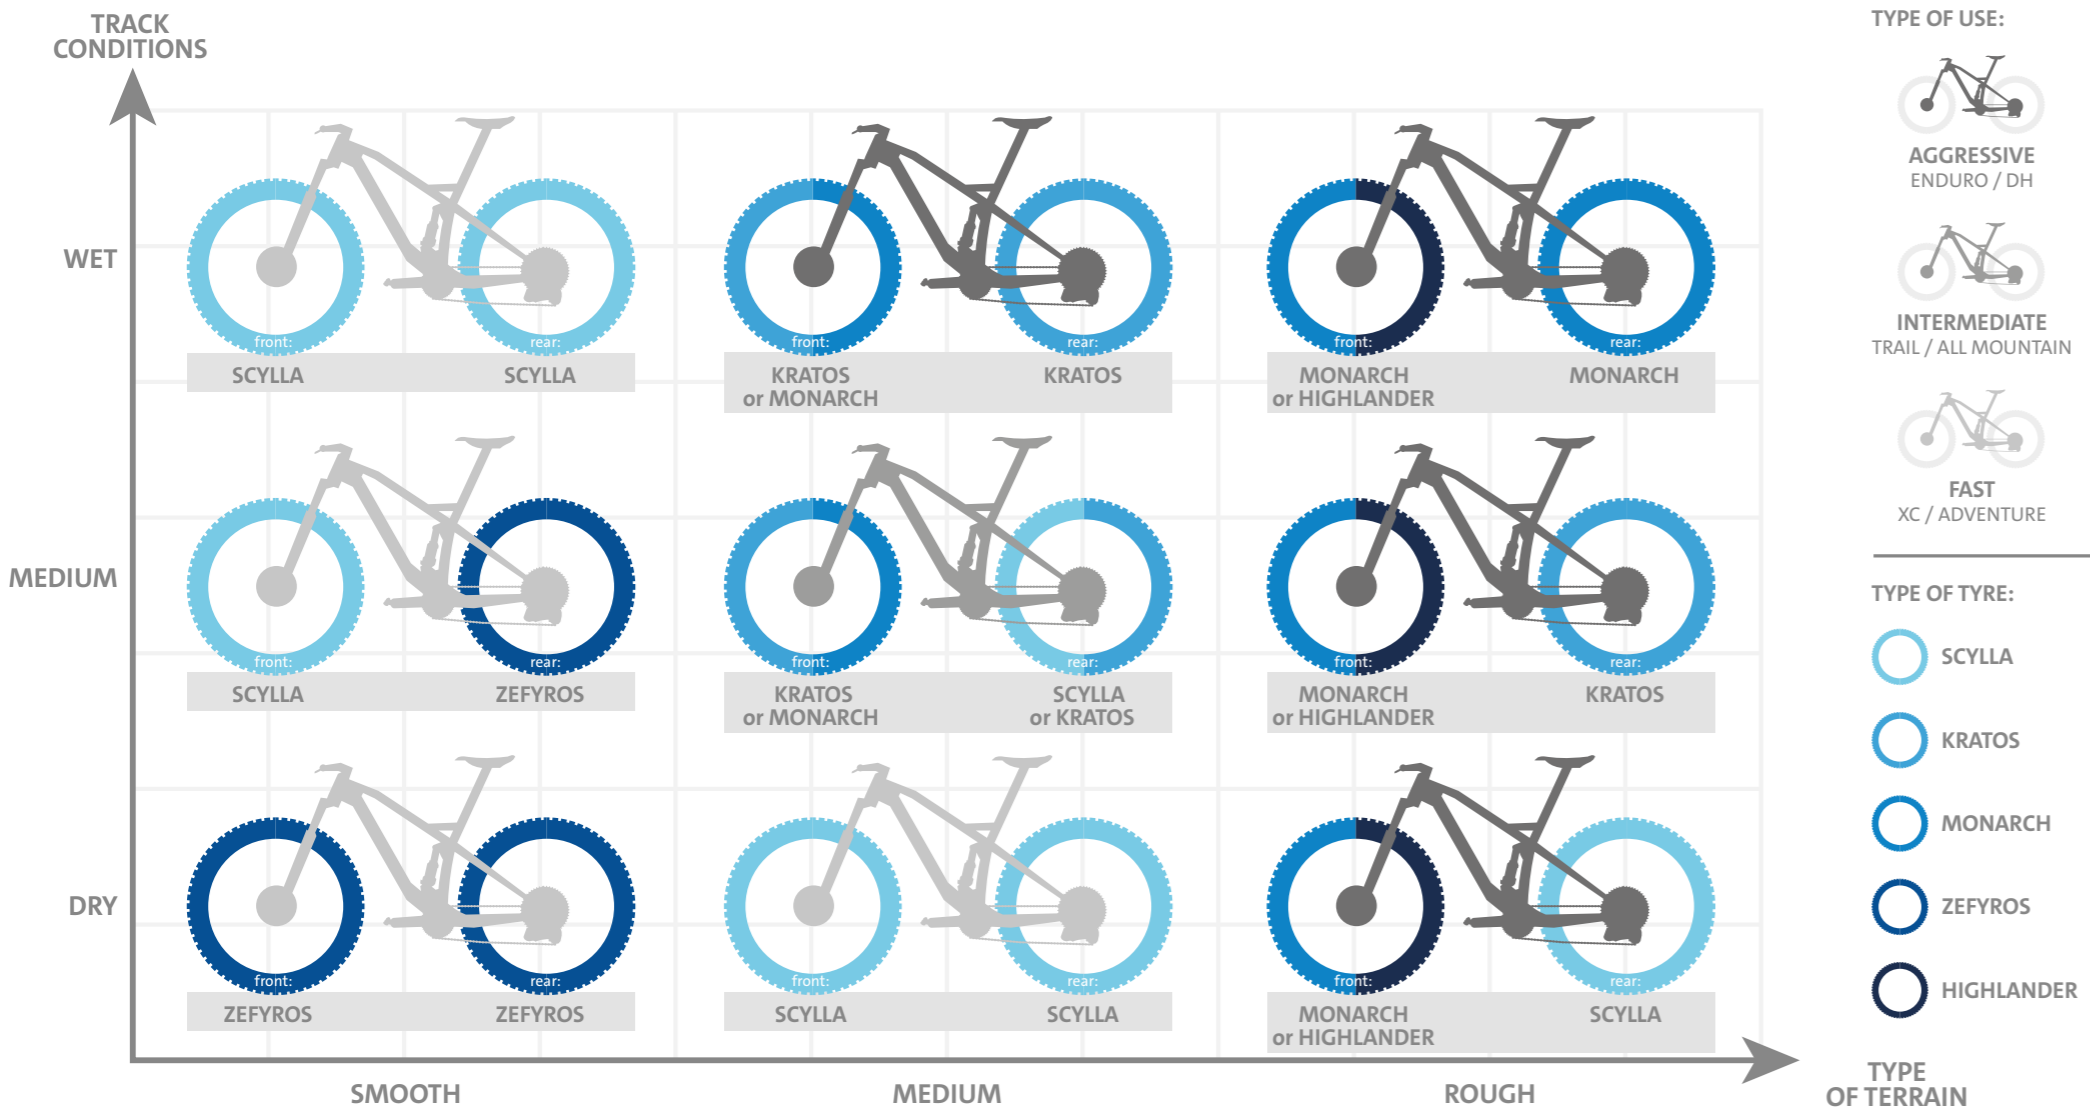 TRACK
CONDITIONS
WET
front:
rear:
SCYLLA
SCYLLA
front:
rear:
KRATOS
or MONARCH
KRATOS
front:
rear:
MONARCH
or HIGHLANDER
MONARCH
MEDIUM
front:
rear:
SCYLLA
ZEFYROS
front:
rear:
KRATOS
or MONARCH
SCYLLA
or KRATOS
front:
rear:
MONARCH
or HIGHLANDER
KRATOS
DRY
front:
rear:
ZEFYROS
ZEFYROS
front:
rear:
SCYLLA
SCYLLA
front:
rear:
MONARCH
or HIGHLANDER
SCYLLA
SMOOTH
MEDIUM
ROUGH
TYPE
OF TERRAIN
TYPE OF USE:
AGGRESSIVE
ENDURO / DH
INTERMEDIATE
TRAIL / ALL MOUNTAIN
FAST
XC / ADVENTURE
TYPE OF TYRE:
SCYLLA
KRATOS
MONARCH
ZEFYROS
HIGHLANDER